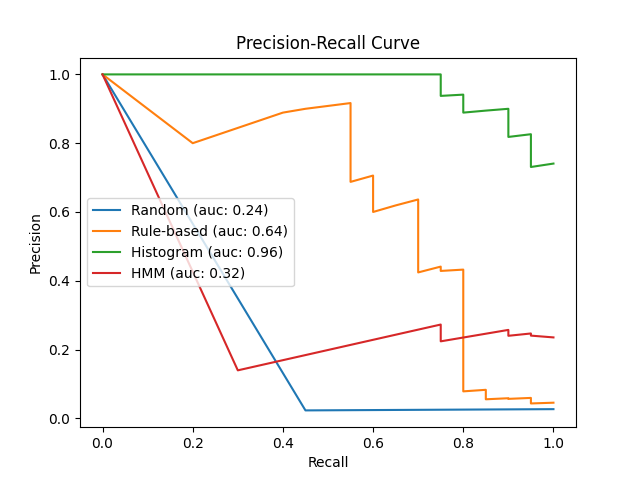 Precision-Recall Curve
Precision
1.0
0.8
0.6
0.4
0.2
0.0
Random (auc: 0.24)
Rule-based (auc: 0.64)
Histogram (auc: 0.96)
HMM (auc: 0.32)
0.0 0.2 0.4 0.6 0.8 1.0
Recall